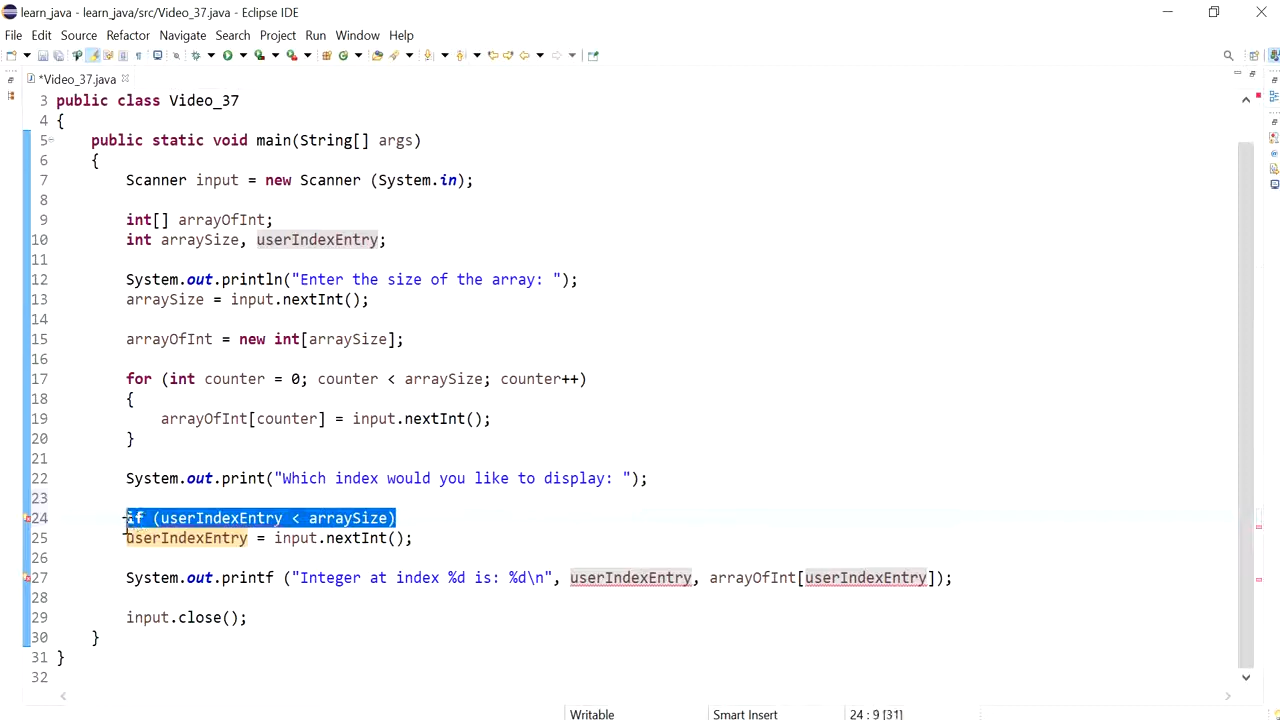 learn_java - learn_java/src/Video_37.java - Eclipse IDE
File Edit Source Refactor Navigate Search Project Run Window Help
*Video_37.java
3 public class Video_37
4 {
5 public static void main(String[] args)
6 {
7 Scanner input = new Scanner (System.in);
8
9 int[] arrayOfInt;
10 int arraySize, userIndexEntry;
11
12 System.out.println("Enter the size of the array: ");
13 arraySize = input.nextInt();
14
15 arrayOfInt = new int[arraySize];
16
17 for (int counter = 0; counter < arraySize; counter++)
18 {
19 arrayOfInt[counter] = input.nextInt();
20 }
21
22 System.out.print("Which index would you like to display: ");
23
24 if (userIndexEntry < arraySize)
25 userIndexEntry = input.nextInt();
26
27 System.out.printf ("Integer at index %d is: %d\n", userIndexEntry, arrayOfInt[userIndexEntry]);
28
29 input.close();
30 }
31 }
32
Writable Smart Insert 24 : 9 [31]